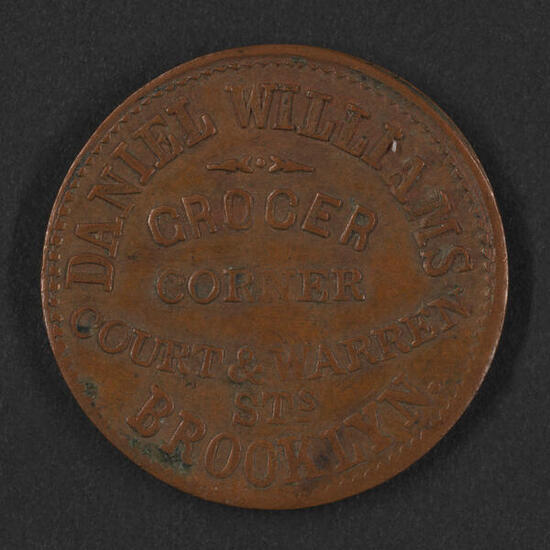 DANIEL WILLIAMS
GROCER
CORNER
COURT & WARREN
STS
BROOKLYN.